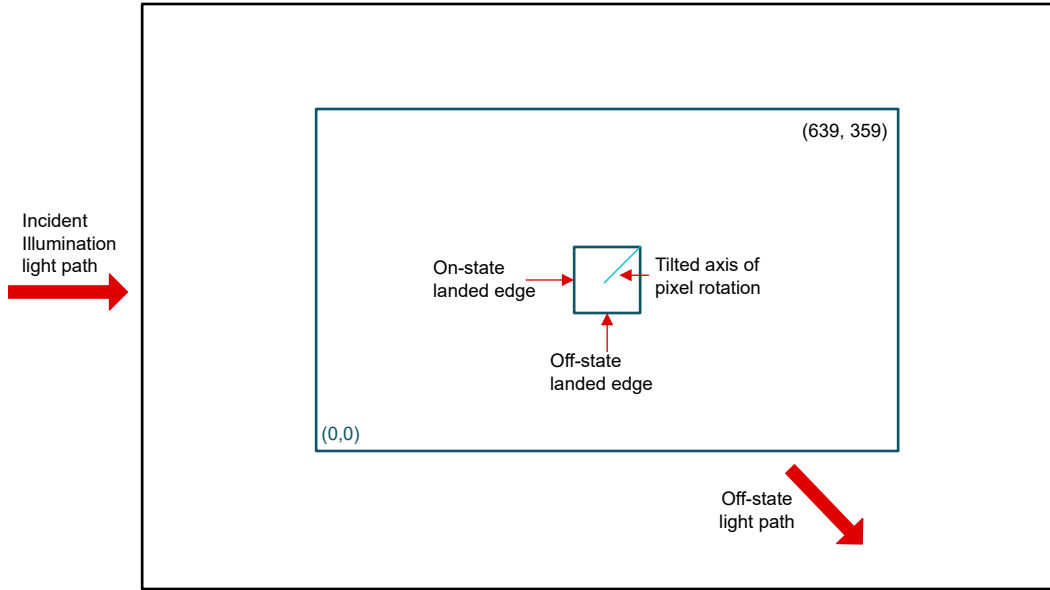 (639, 359)
Incident
Illumination
light path
On-state
landed edge
Tilted axis of
pixel rotation
Off-state
landed edge
(0,0)
Off-state
light path